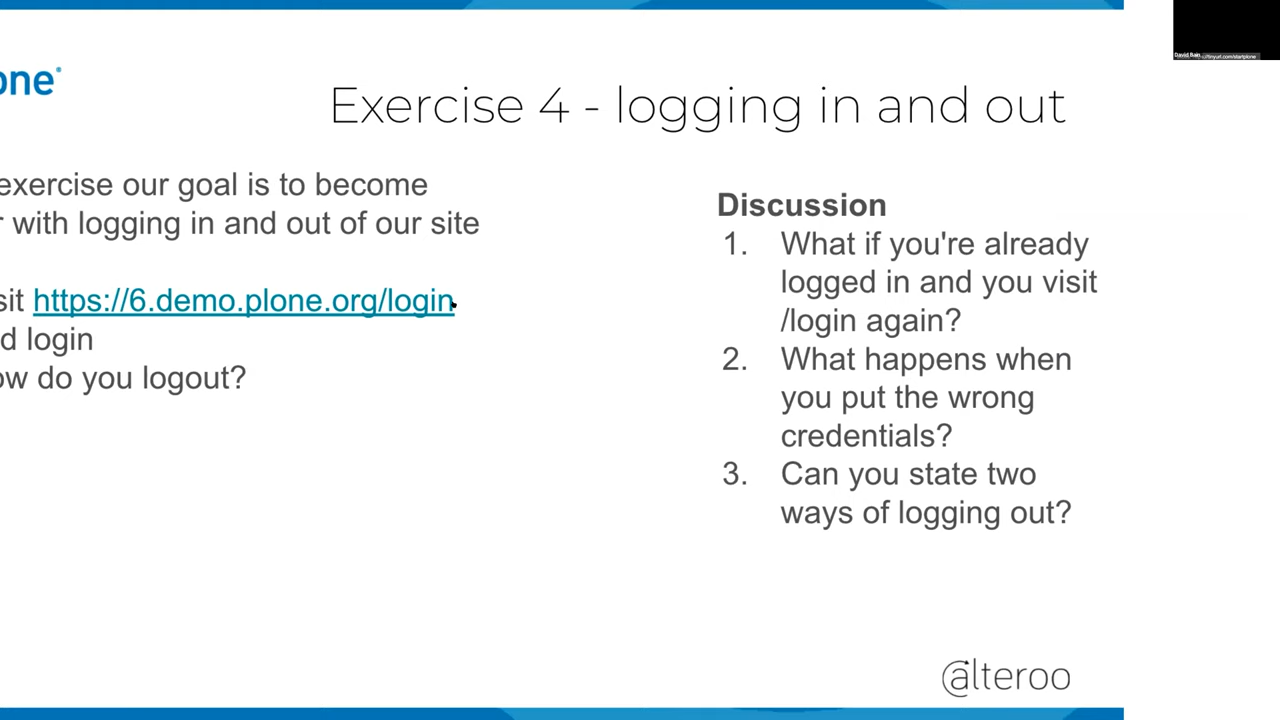 one
Exercise 4 - logging in and out
exercise our goal is to become
r with logging in and out of our site
sit https://6.demo.plone.org/login
d login
ow do you logout?
Discussion
1. What if you're already
logged in and you visit
/login again?
2. What happens when
you put the wrong
credentials?
3. Can you state two
ways of logging out?
@lteroo
David Bain